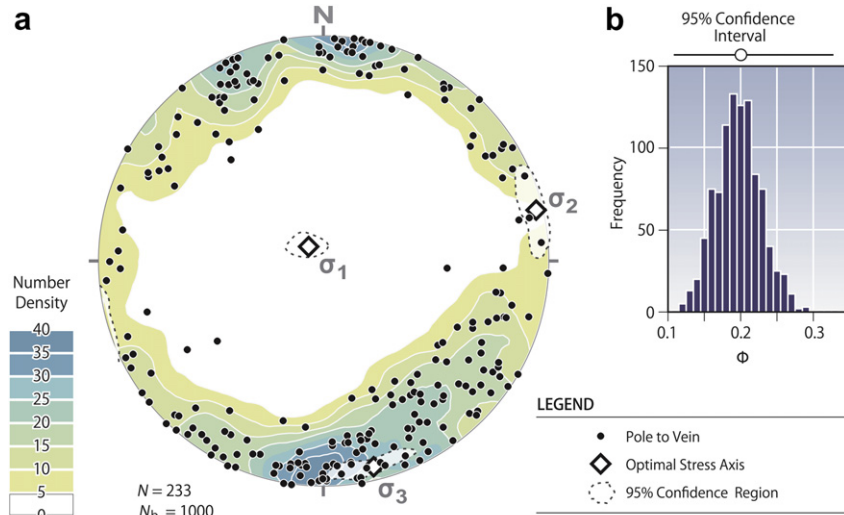 a
N
σ1
σ2
σ3
Number
Density
40
35
30
25
20
15
10
5
0
N = 233
Nb = 1000
b
95% Confidence
Interval
150
100
50
0
Frequency
0.1
0.2
0.3
Φ
LEGEND
Pole to Vein
Optimal Stress Axis
95% Confidence Region